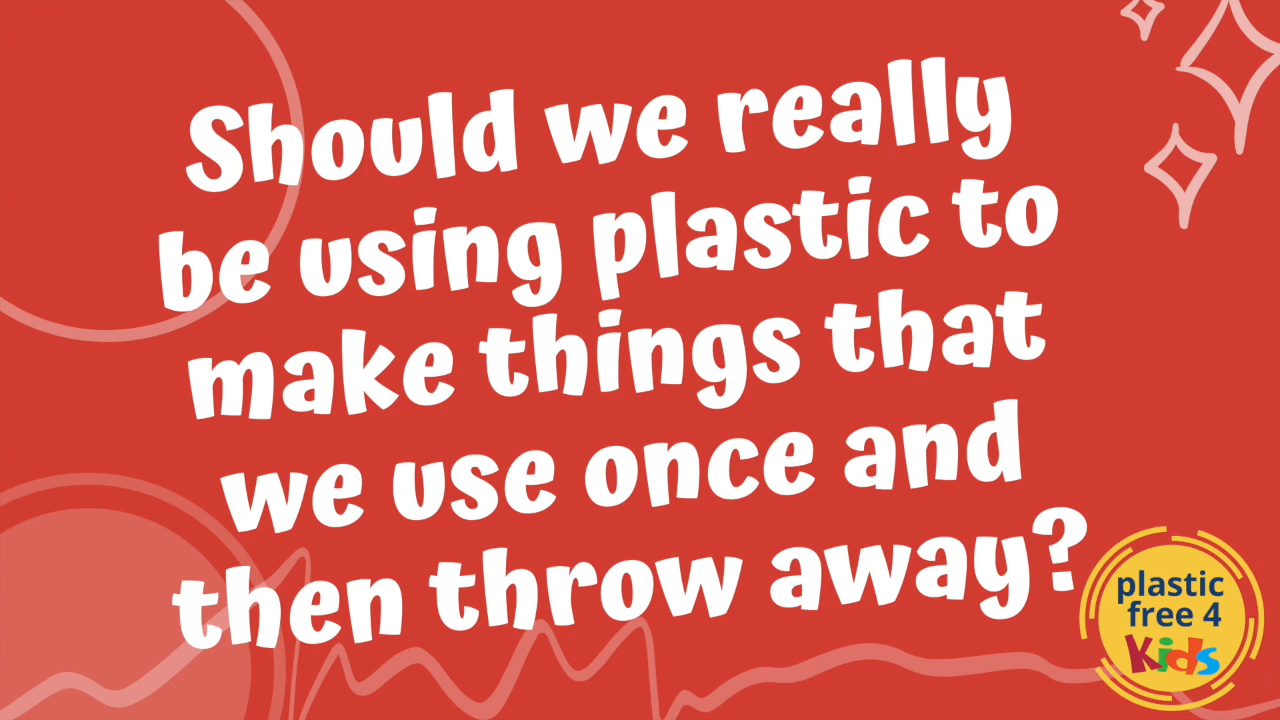 Should we really
be using plastic to
make things that
we use once and
then throw away?
plastic
free 4
Kids